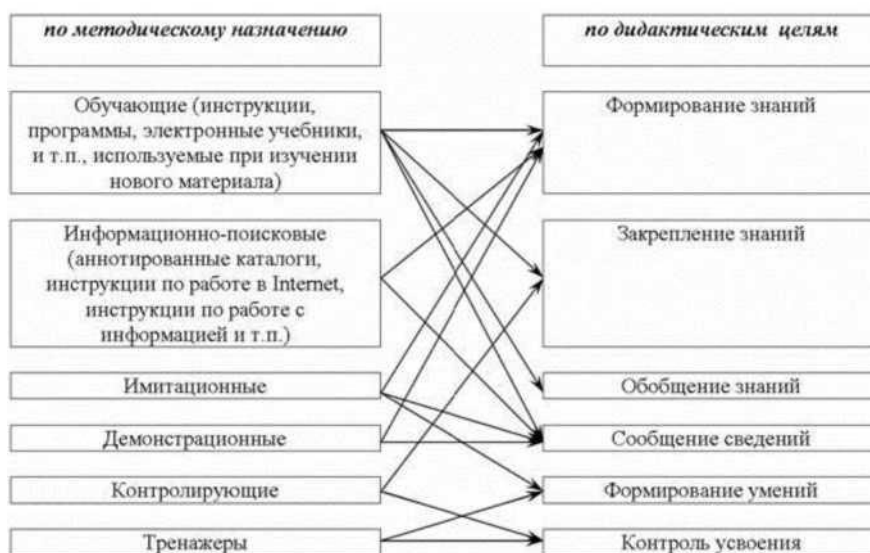 по методическому назначению
по дидактическим целям
Обучающие (инструкции,
программы, электронные учебники,
и т.п., используемые при изучении
нового материала)
Формирование знаний
Информационно-поисковые
(аннотированные каталоги,
инструкции по работе в Internet,
инструкции по работе с
информацией и т.п.)
Закрепление знаний
Имитационные
Обобщение знаний
Демонстрационные
Сообщение сведений
Контролирующие
Формирование умений
Тренажеры
Контроль усвоения